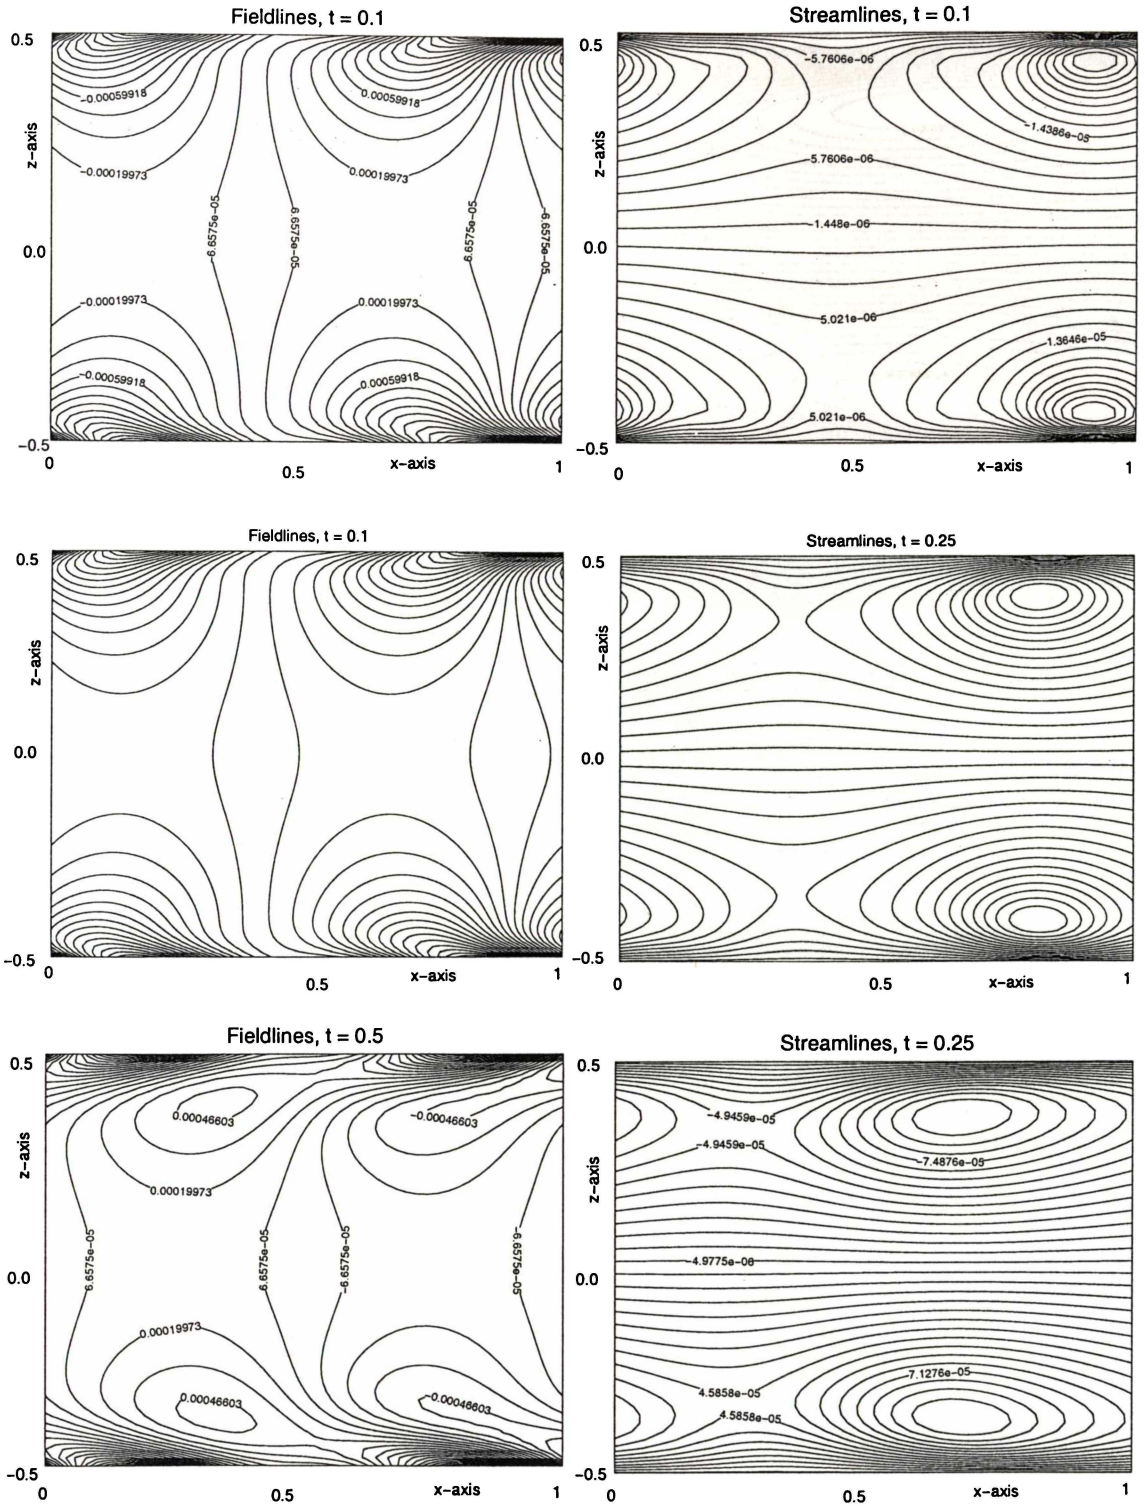 Fieldlines, t = 0.1
0.5
z-axis
0.0
-0.5
-0.00059918
0.00059918
-0.00019973
0.00019973
-6.6575e-05
6.6575e-05
6.6575e-05
-6.6575e-05
-0.00019973
0.00019973
-0.00059918
0.00059918
0
0.5
x-axis
1
Streamlines, t = 0.1
0.5
z-axis
0.0
-0.5
-5.7606e-06
-1.4386e-05
-5.7606e-06
-1.448e-06
5.021e-06
1.3646e-05
5.021e-06
0
0.5
x-axis
1
Fieldlines, t = 0.1
0.5
z-axis
0.0
-0.5
0
0.5
x-axis
1
Streamlines, t = 0.25
0.5
z-axis
0.0
-0.5
0
0.5
x-axis
1
Fieldlines, t = 0.5
0.5
z-axis
0.0
-0.5
0.00046603
-0.00046603
0.00019973
6.6575e-05
6.6575e-05
-6.6575e-05
-6.6575e-05
0.00019973
0.00046603
-0.00046603
0
0.5
x-axis
1
Streamlines, t = 0.25
0.5
z-axis
0.0
-0.5
-4.9459e-05
-4.9459e-05
-7.4876e-05
-4.9775e-06
7.1276e-05
4.5858e-05
4.5858e-05
0
0.5
x-axis
1